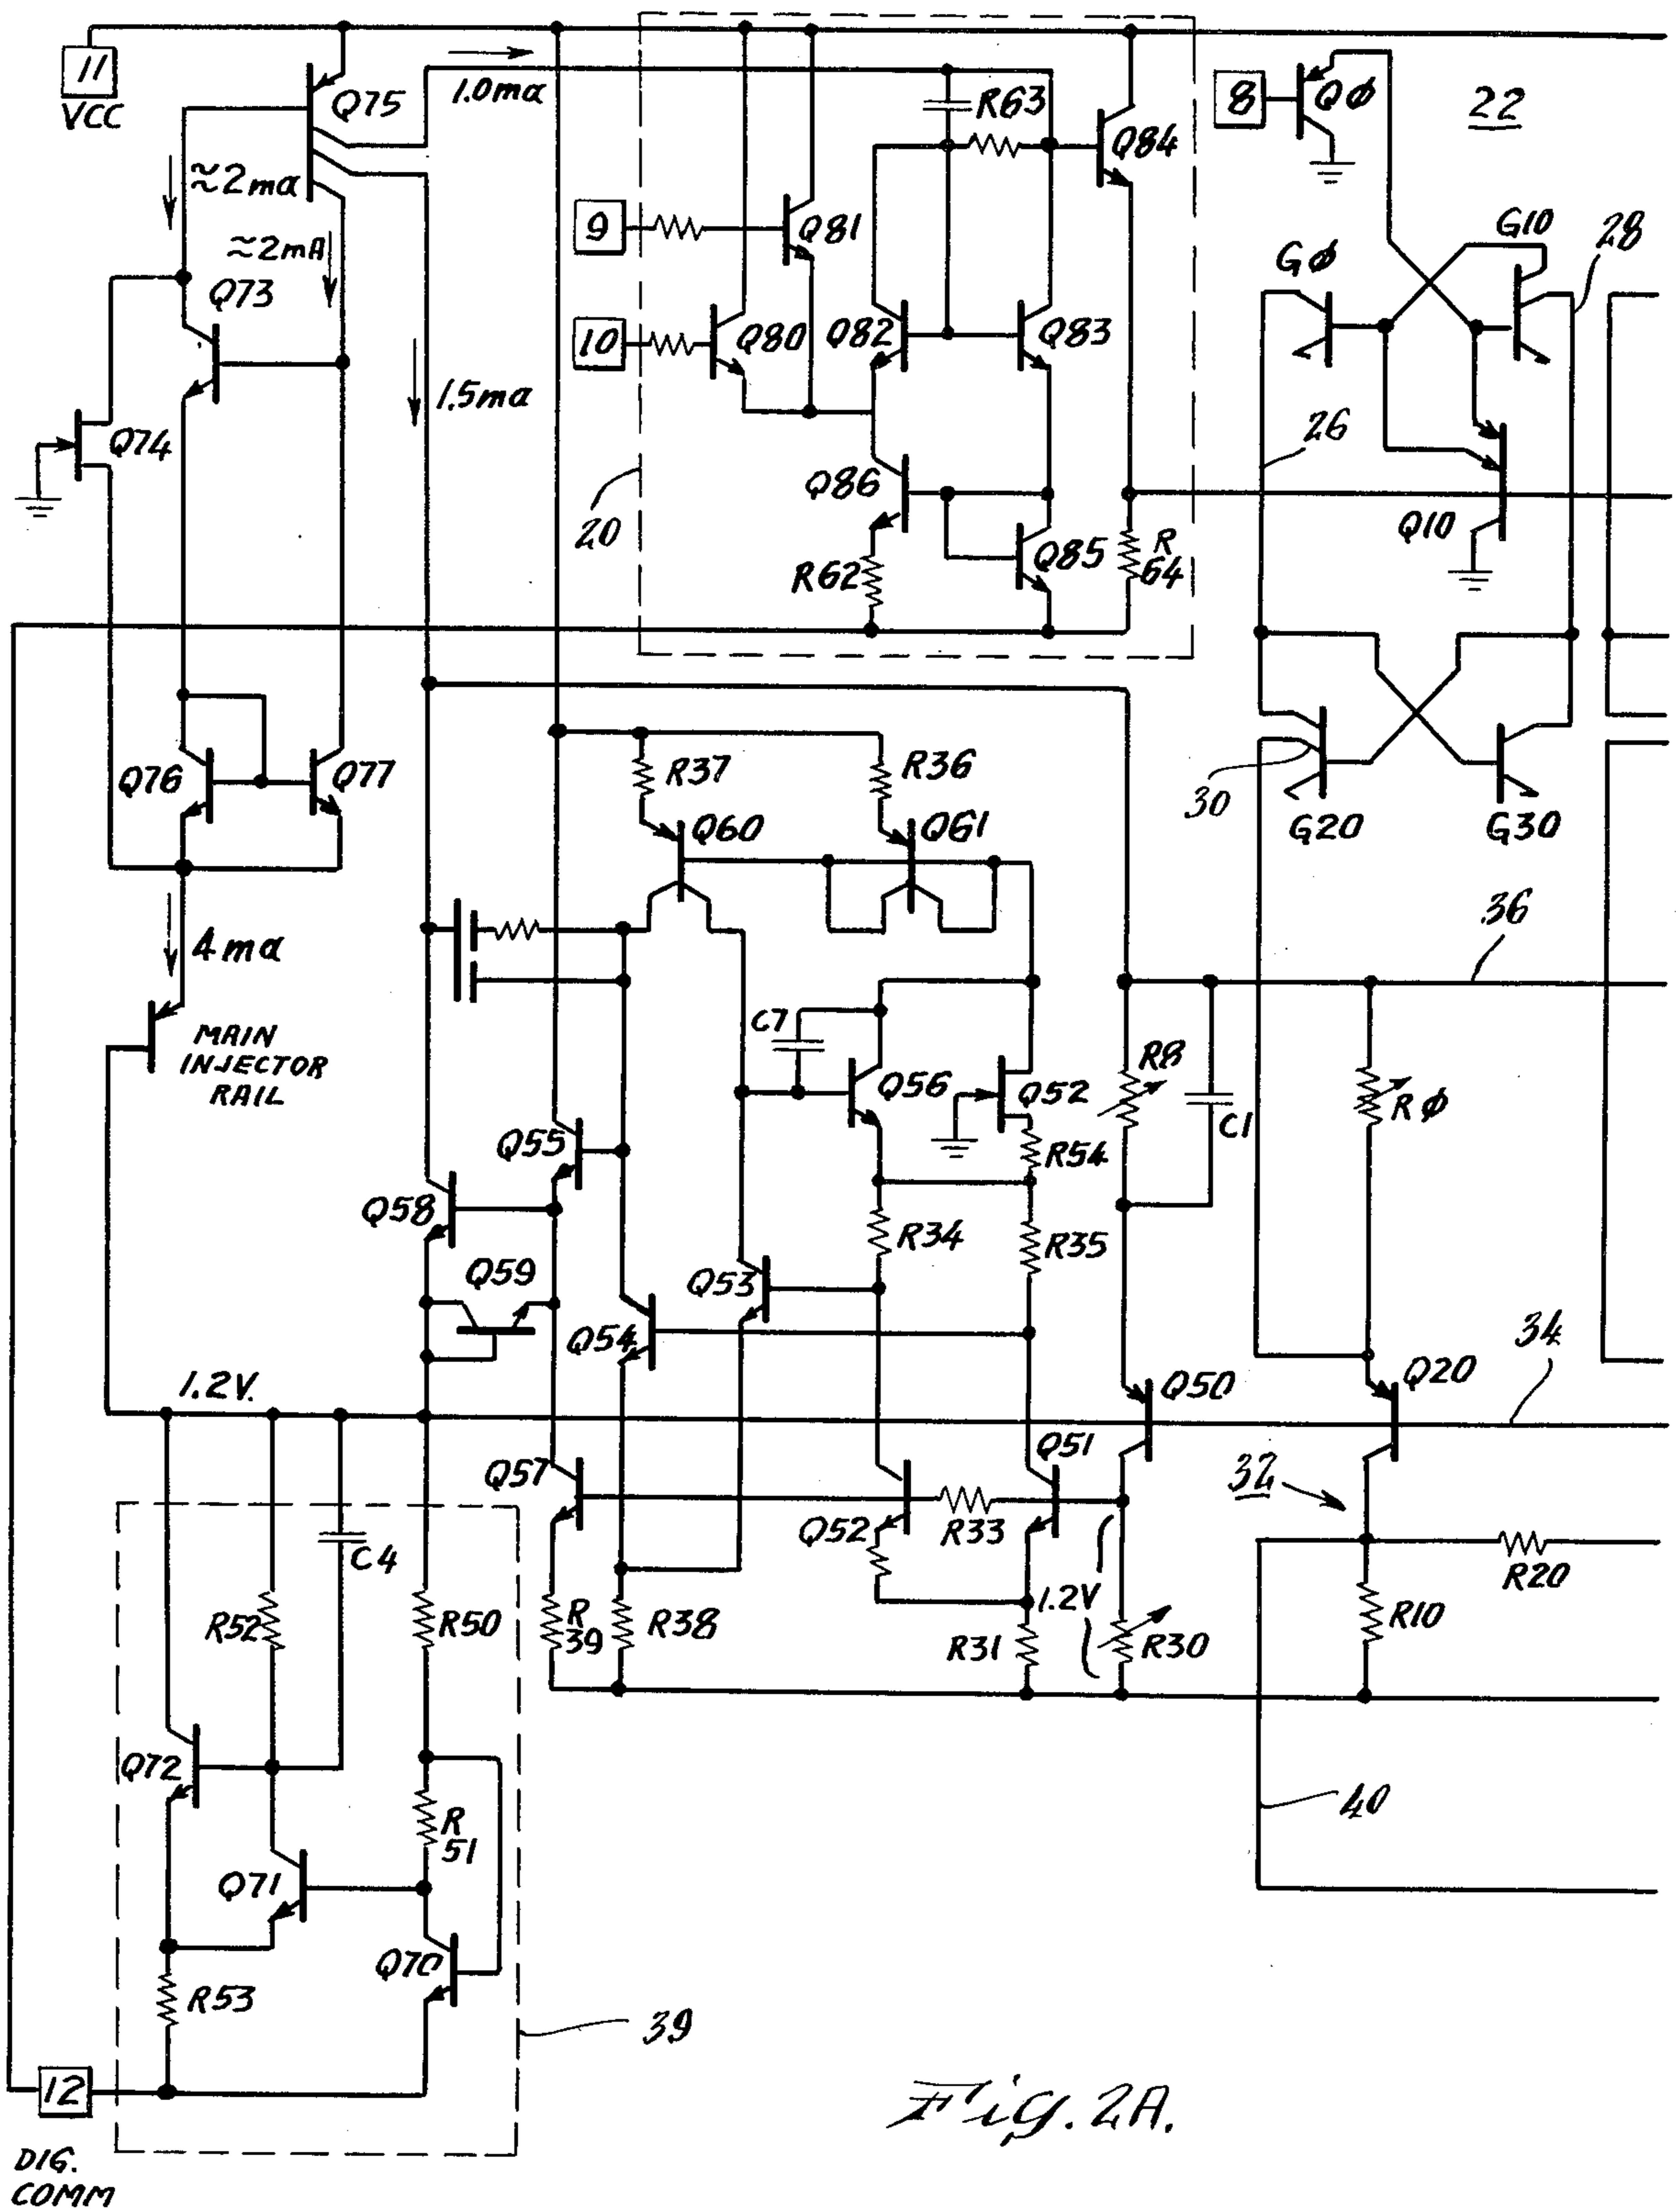 11
VCC
Q75
1.0ma
R63
Q84
8
QØ
22
≈2ma
≈2mA
9
Q81
G10
28
GØ
Q73
10
Q80
Q82
Q83
1.5ma
Q74
26
Q86
20
Q10
R62
Q85
R
64
Q76
Q77
R37
R36
30
G20
G30
Q60
Q61
36
4ma
MAIN
INJECTOR
RAIL
C7
Q56
Q52
R8
C1
RØ
Q55
R54
Q58
R34
R35
Q59
Q53
Q54
34
1.2V.
Q50
Q20
Q57
Q51
32
Q52
R33
C4
R20
R52
R50
R
39
R38
1.2V
R31
R30
R10
Q72
R
51
40
Q71
Q70
R53
39
12
Fig. 2A.
DIG.
COMM